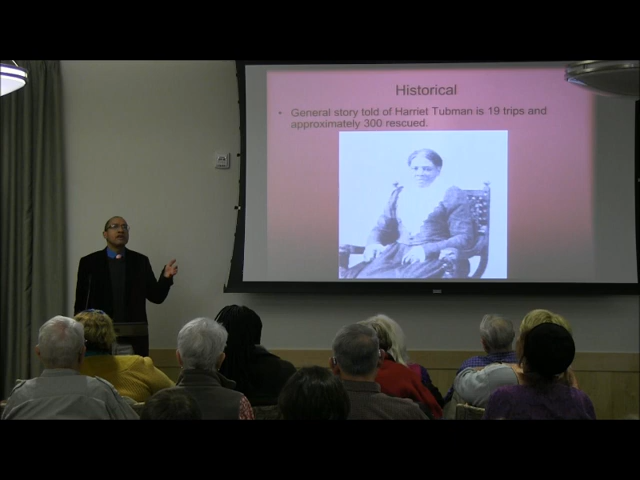 Historical
• General story told of Harriet Tubman is 19 trips and
approximately 300 rescued.